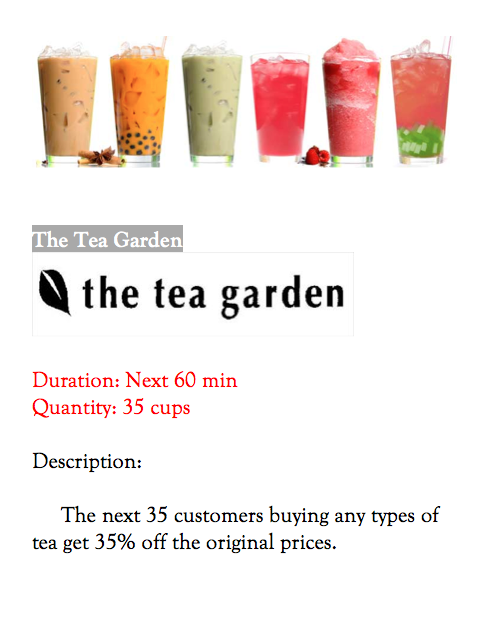 The Tea Garden
the tea garden
Duration: Next 60 min
Quantity: 35 cups
Description:
The next 35 customers buying any types of
tea get 35% off the original prices.